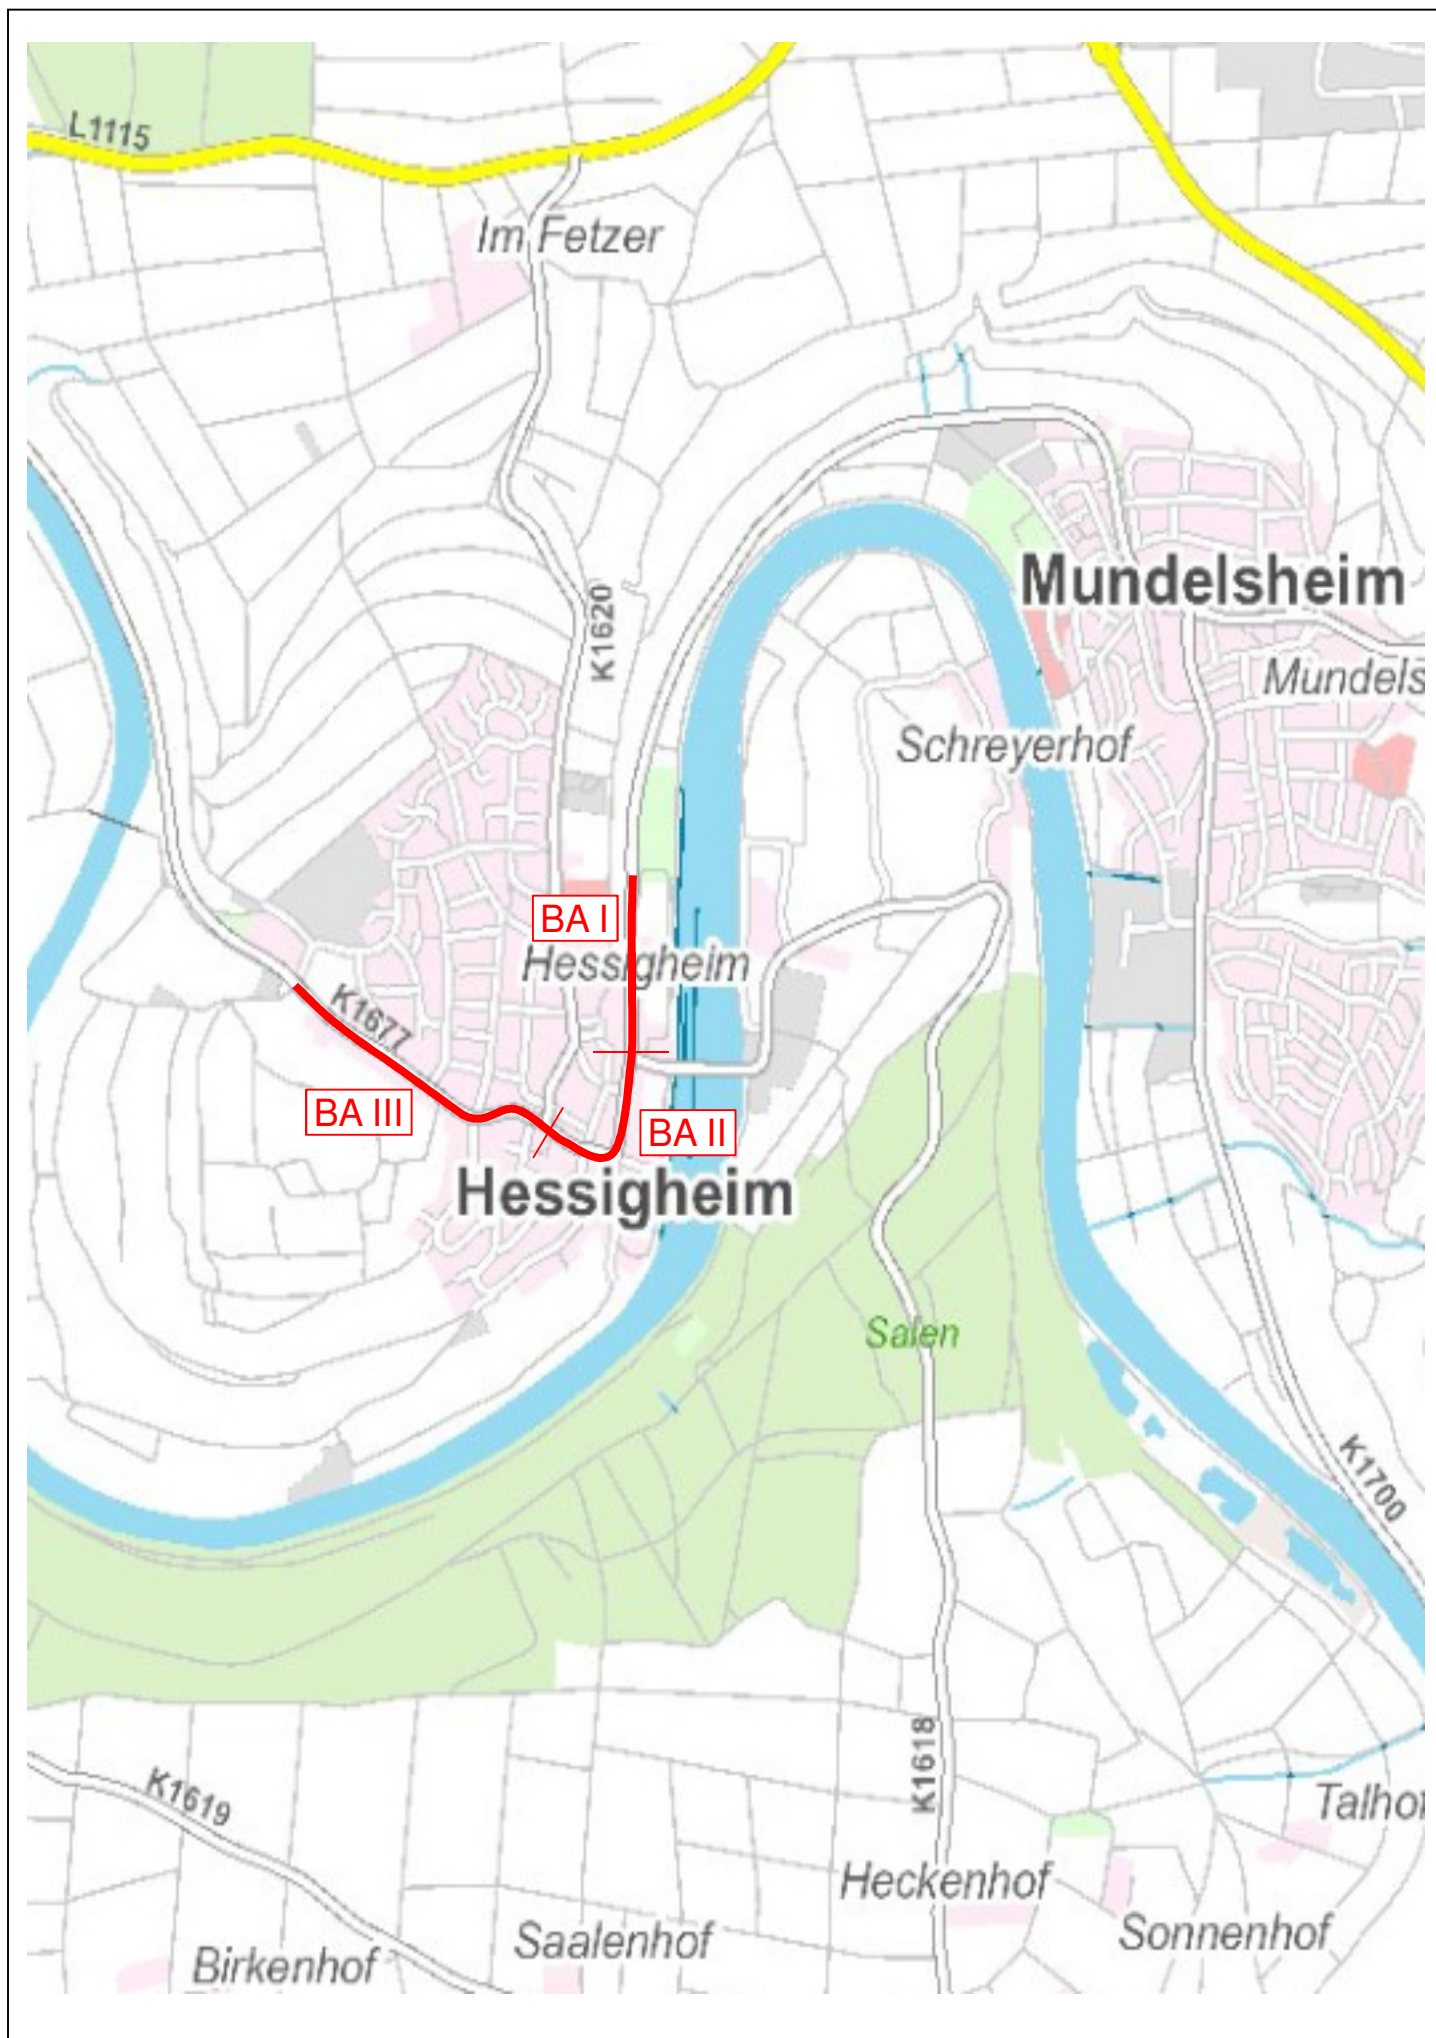 L1115
Im Fetzer
K1620
Mundelsheim
Mundels
Schreyerhof
BA I
Hessigheim
K1677
BA III
BA II
Hessigheim
Salen
K1700
K1618
K1619
Talhof
Heckenhof
Saalenhof
Sonnenhof
Birkenhof